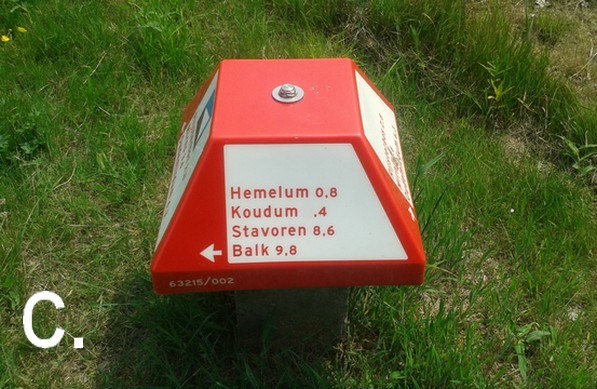 Hemelum 0,8
Koudum ,4
Stavoren 8,6
Balk 9,8
63215/002
C.